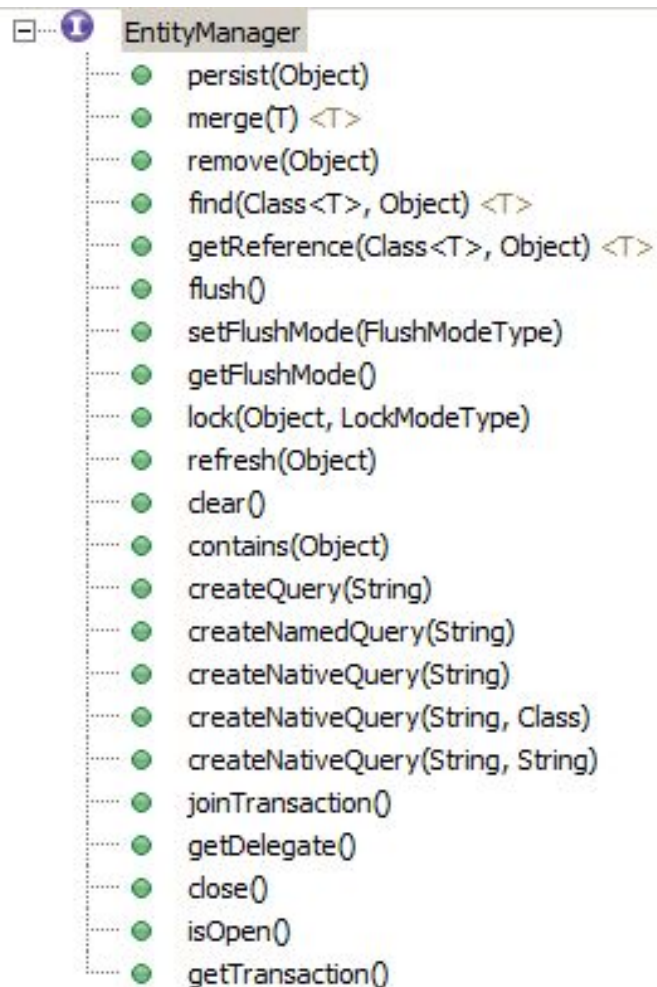 I EntityManager
persist(Object)
merge(T) <T>
remove(Object)
find(Class<T>, Object) <T>
getReference(Class<T>, Object) <T>
flush()
setFlushMode(FlushModeType)
getFlushMode()
lock(Object, LockModeType)
refresh(Object)
clear()
contains(Object)
createQuery(String)
createNamedQuery(String)
createNativeQuery(String)
createNativeQuery(String, Class)
createNativeQuery(String, String)
joinTransaction()
getDelegate()
close()
isOpen()
getTransaction()